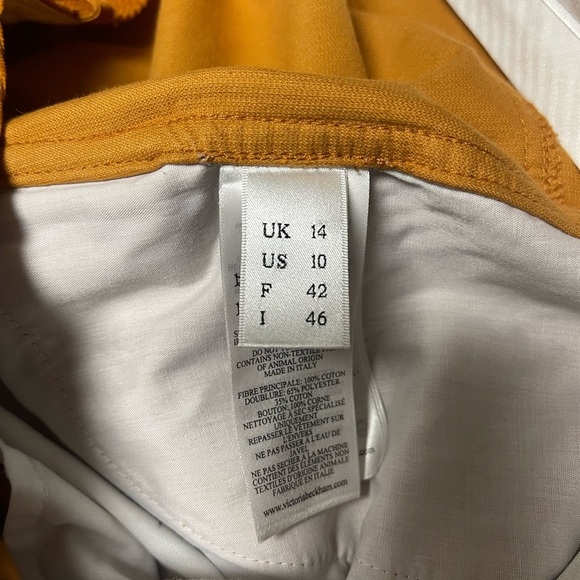 UK 14
US 10
F 42
I 46
DO NOT
CONTAINS NON-TEXTILE
OF ANIMAL ORIGIN
MADE IN ITALY
FIBRE PRINCIPALE: 100% COTON
DOUBLURE: 65% POLYESTER
35% COTON
BOUTON: 100% CORNE
NETTOYAGE A SEC SPÉCIALISÉ
UNIQUEMENT
REPASSER LE VÊTEMENT SUR
L'ENVERS
NE PAS PASSER À L'EAU DE
JAVEL
NE PAS SECHER À LA MACHINE
CONTIENT DES ÉLÉMENTS NON
TEXTILES D'ORIGINE ANIMALE
FABRIQUÉ EN ITALIE
www.victoriabeckham.com